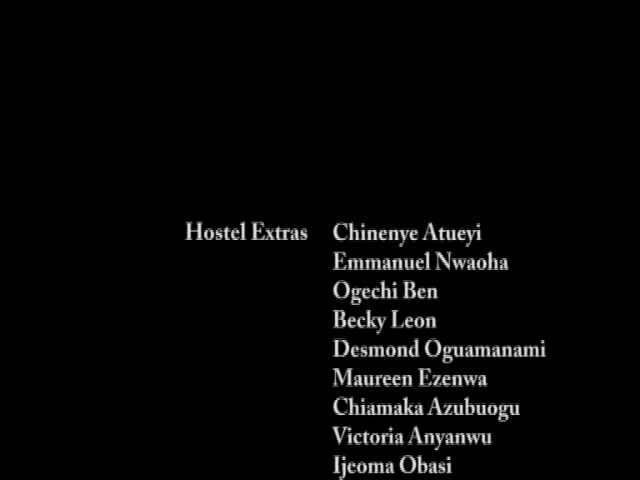 Hostel Extras Chinenye Atueyi
Emmanuel Nwaoha
Ogechi Ben
Becky Leon
Desmond Oguamanami
Maureen Ezenwa
Chiamaka Azubuogu
Victoria Anyanwu
Ijeoma Obasi